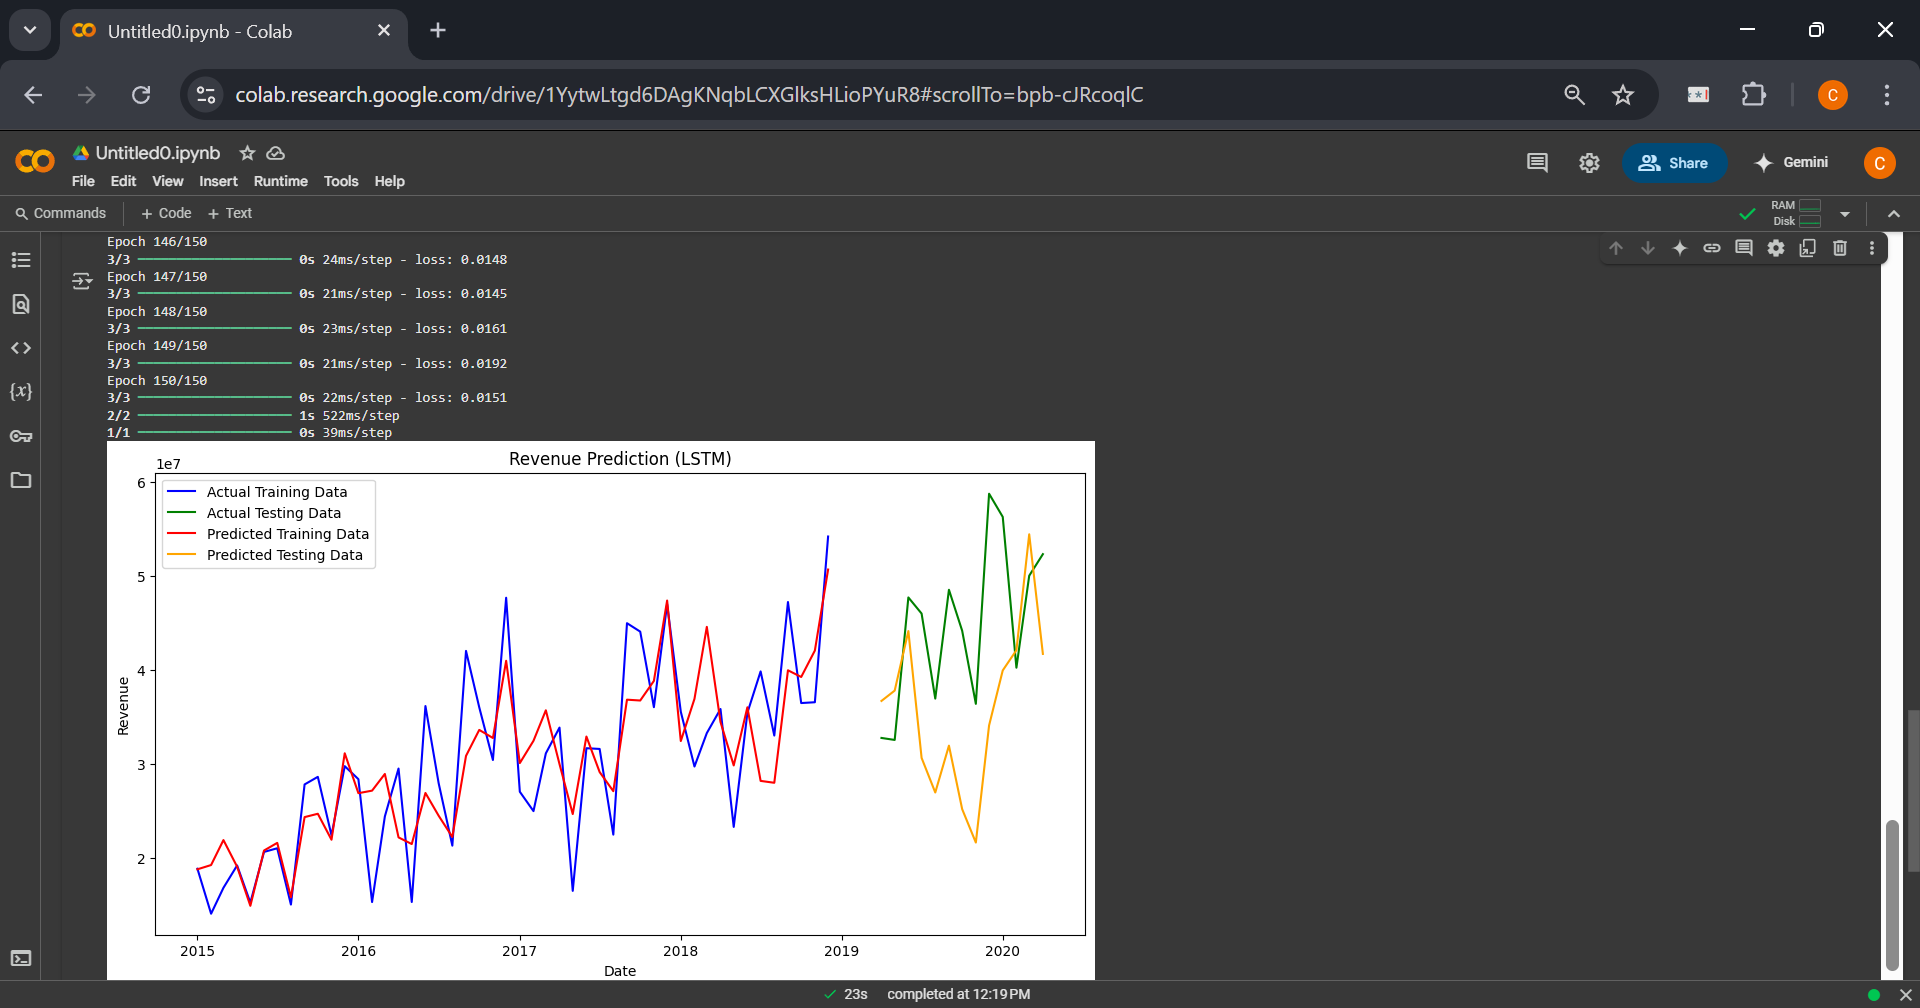 Untitled0.ipynb - Colab
colab.research.google.com/drive/1YytwLtgd6DAgKNqbLCXGlksHLioPYuR8#scrollTo=bpb-cJRcoqlC
C
Untitled0.ipynb
File Edit View Insert Runtime Tools Help
Share
Gemini
C
Commands + Code + Text
RAM
Disk
Epoch 146/150
3/3 0s 24ms/step - loss: 0.0148
Epoch 147/150
3/3 0s 21ms/step - loss: 0.0145
Epoch 148/150
3/3 0s 23ms/step - loss: 0.0161
Epoch 149/150
3/3 0s 21ms/step - loss: 0.0192
Epoch 150/150
3/3 0s 22ms/step - loss: 0.0151
2/2 1s 522ms/step
1/1 0s 39ms/step
Revenue Prediction (LSTM)
1e7
Actual Training Data
Actual Testing Data
Predicted Training Data
Predicted Testing Data
6
5
4
3
2
Revenue
2015 2016 2017 2018 2019 2020
Date
23s completed at 12:19 PM